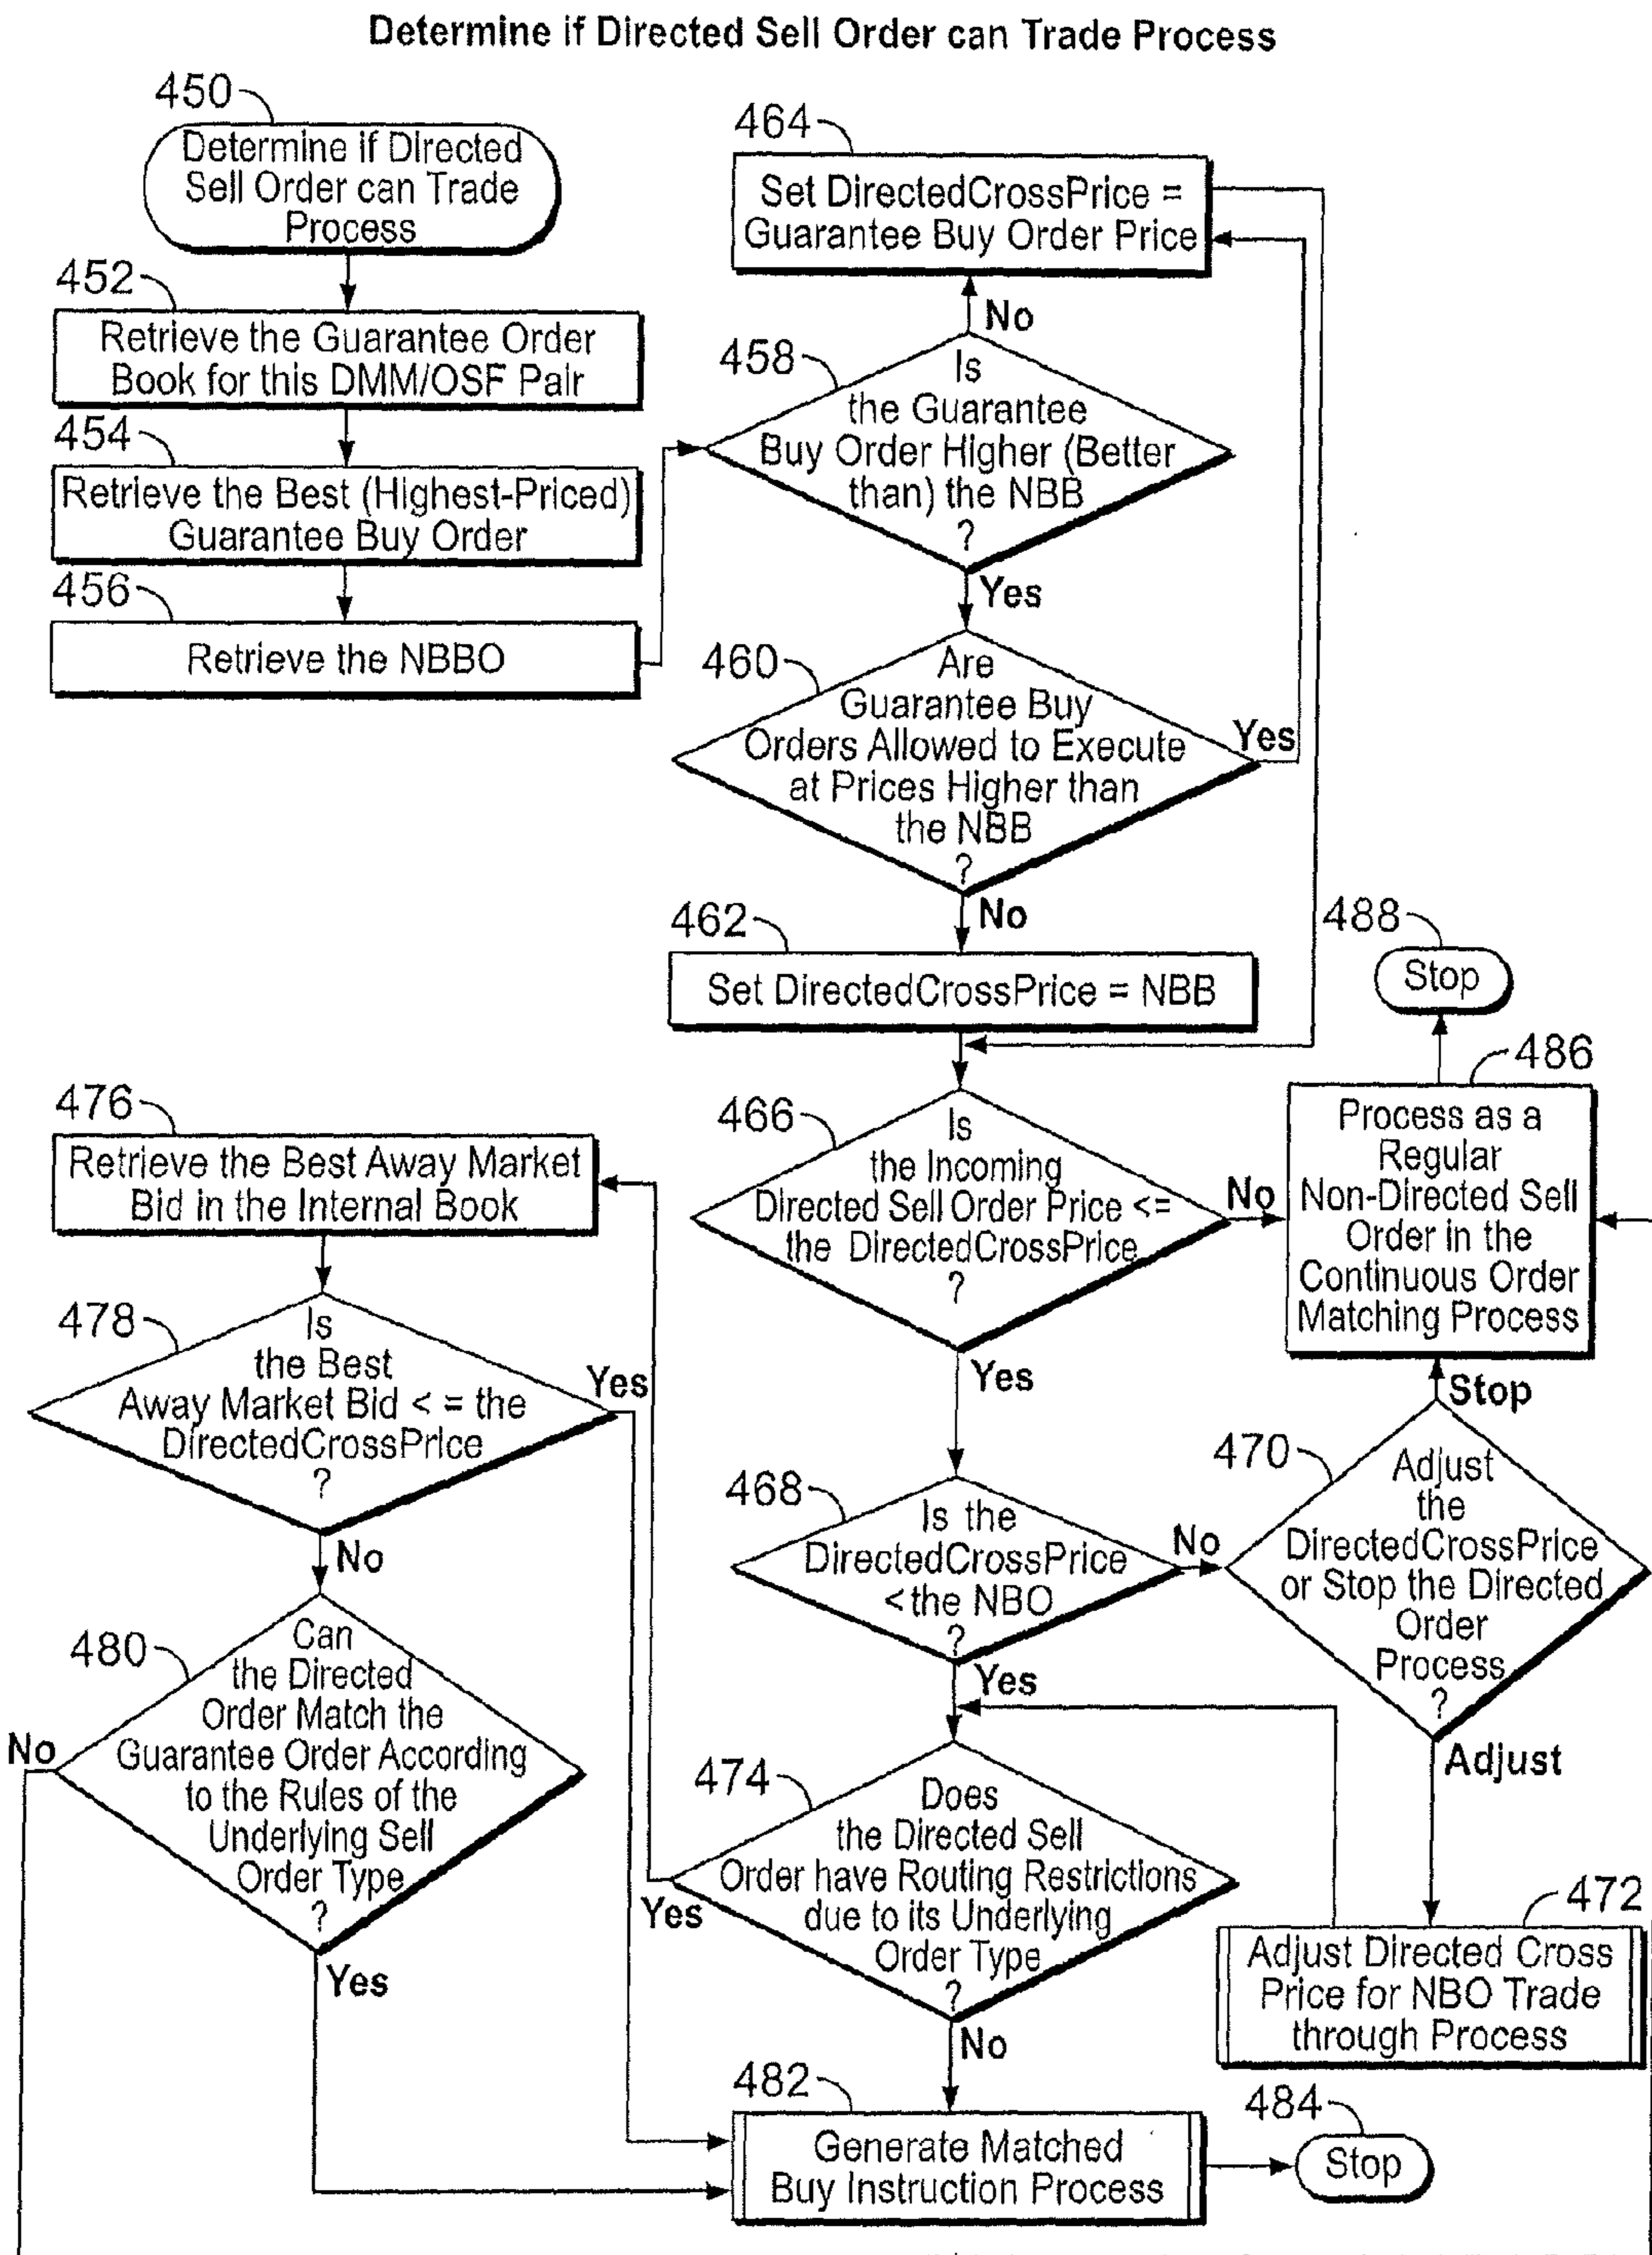 Determine if Directed Sell Order can Trade Process
450
Determine if Directed
Sell Order can Trade
Process
452
Retrieve the Guarantee Order
Book for this DMM/OSF Pair
454
Retrieve the Best (Highest-Priced)
Guarantee Buy Order
456
Retrieve the NBBO
464
Set DirectedCrossPrice =
Guarantee Buy Order Price
No
458
Is
the Guarantee
Buy Order Higher (Better
than) the NBB
?
Yes
460
Are
Guarantee Buy
Orders Allowed to Execute
at Prices Higher than
the NBB
?
Yes
No
462
Set DirectedCrossPrice = NBB
466
Is
the Incoming
Directed Sell Order Price <=
the DirectedCrossPrice
?
No
Yes
488
Stop
486
Process as a
Regular
Non-Directed Sell
Order in the
Continuous Order
Matching Process
Stop
468
Is the
DirectedCrossPrice
<the NBO
?
No
Yes
470
Adjust
the
DirectedCrossPrice
or Stop the Directed
Order
Process
?
Adjust
472
Adjust Directed Cross
Price for NBO Trade
through Process
474
Does
the Directed Sell
Order have Routing Restrictions
due to its Underlying
Order Type
?
Yes
No
476
Retrieve the Best Away Market
Bid in the Internal Book
478
Is
the Best
Away Market Bid < = the
DirectedCrossPrice
?
Yes
No
480
Can
the Directed
Order Match the
Guarantee Order According
to the Rules of the
Underlying Sell
Order Type
?
No
Yes
482
Generate Matched
Buy Instruction Process
484
Stop